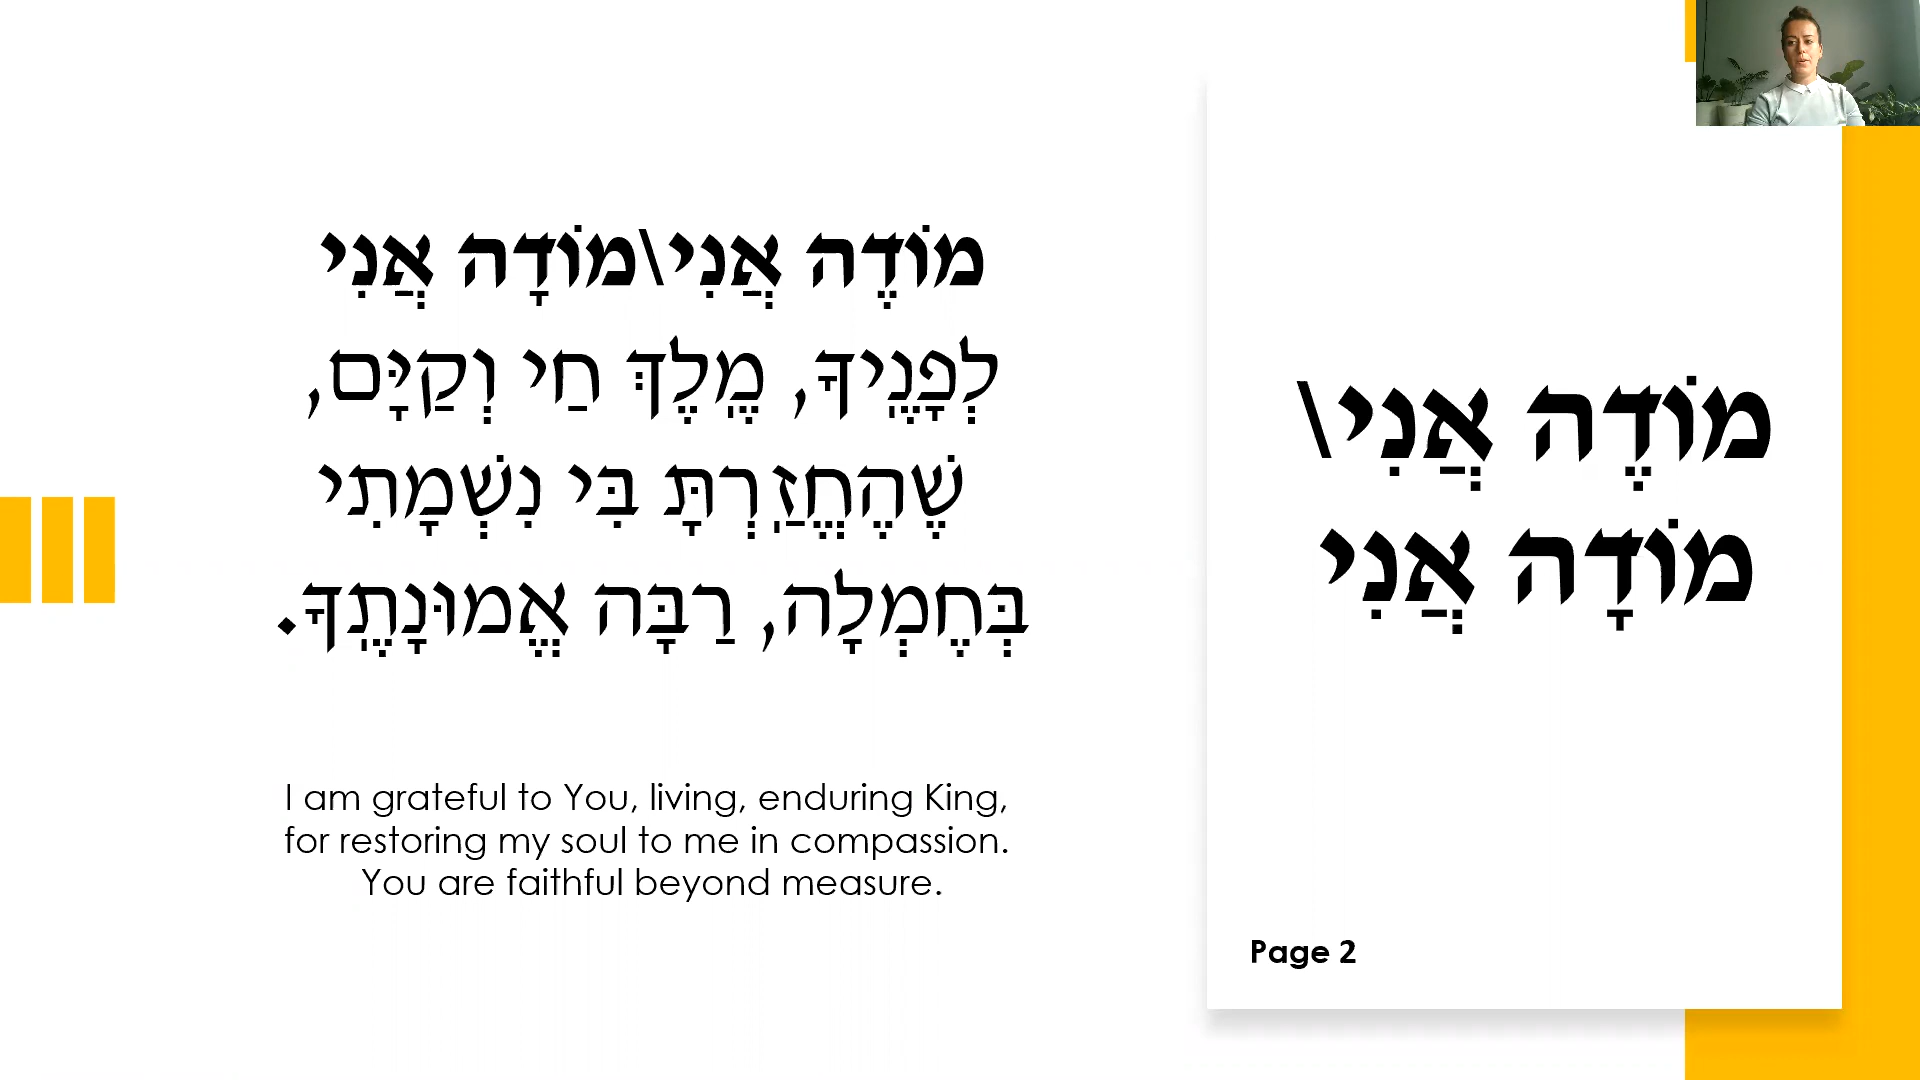 מוֹדֶה אֲנִי\מוֹדָה אֲנִי
לְפָנֶֽיךָ, מֶֽלֶךְ חַי וְקַיָּם,
שֶׁהֶחֱזַֽרְתָּ בִּי נִשְׁמָתִי
בְּחֶמְלָה, רַבָּה אֱמוּנָתֶֽךָ.
I am grateful to You, living, enduring King,
for restoring my soul to me in compassion.
You are faithful beyond measure.
מוֹדֶה אֲנִי\
מוֹדָה אֲנִי
Page 2